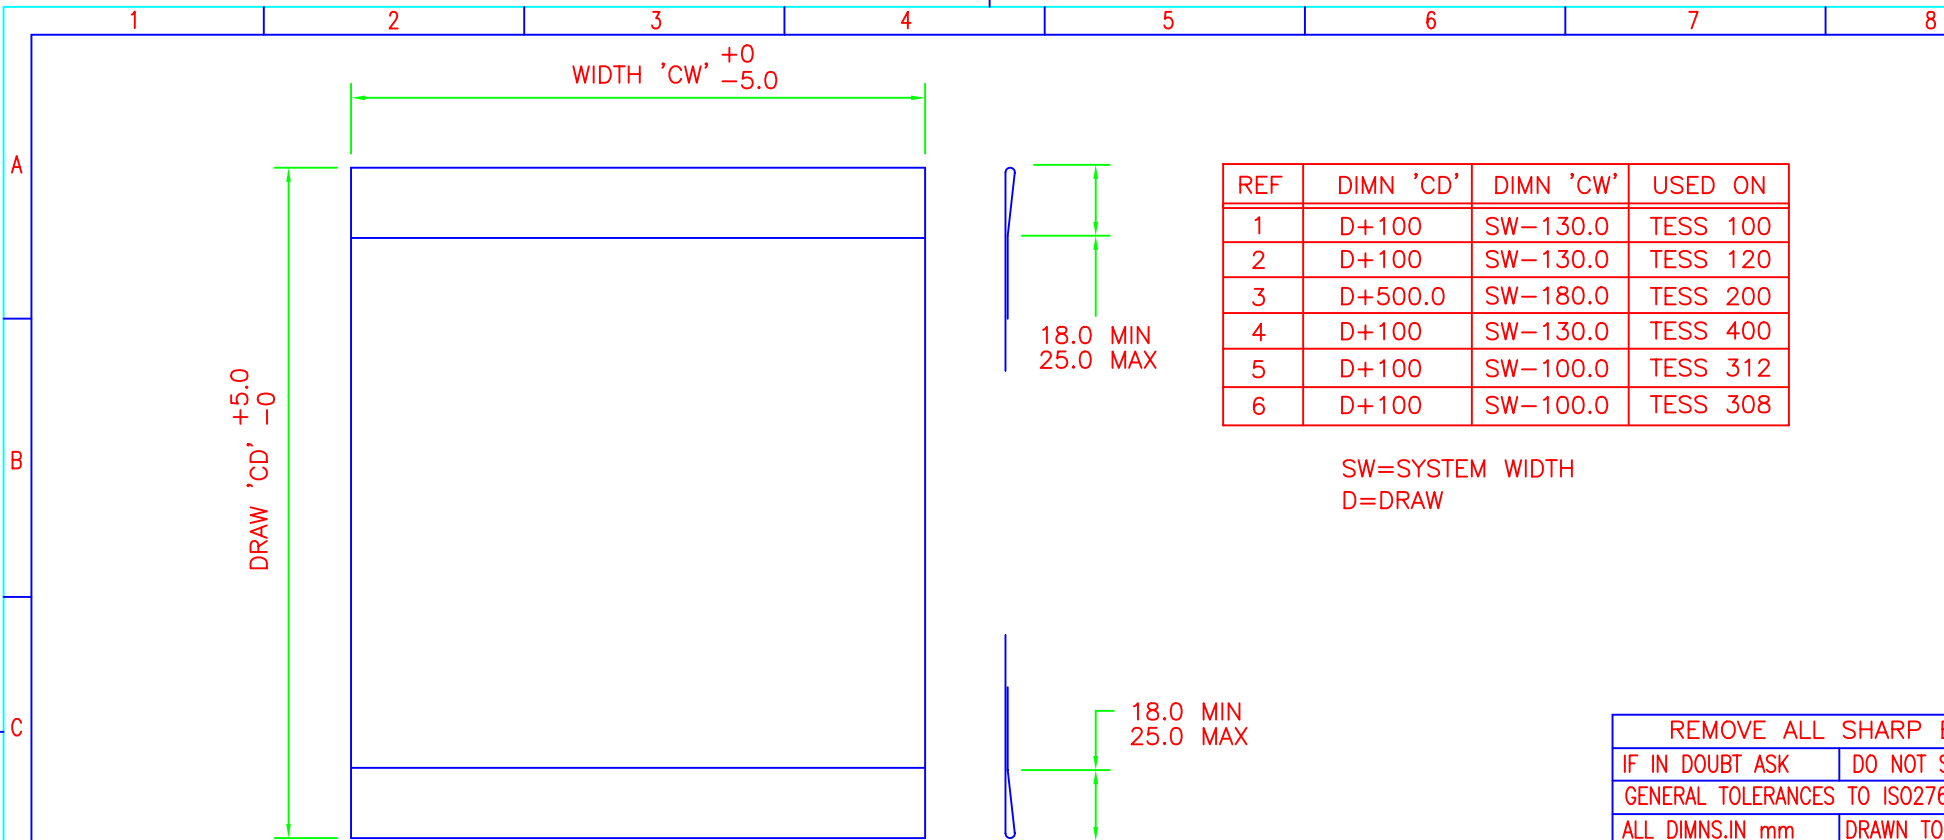 1 2 3 4 5 6 7 8
WIDTH 'CW' +0
-5.0
A
B
C
DRAW 'CD' +5.0
-0
18.0 MIN
25.0 MAX
REF DIMN 'CD' DIMN 'CW' USED ON
1 D+100 SW-130.0 TESS 100
2 D+100 SW-130.0 TESS 120
3 D+500.0 SW-180.0 TESS 200
4 D+100 SW-130.0 TESS 400
5 D+100 SW-100.0 TESS 312
6 D+100 SW-100.0 TESS 308
SW=SYSTEM WIDTH
D=DRAW
18.0 MIN
25.0 MAX
REMOVE ALL SHARP
IF IN DOUBT ASK DO NOT
GENERAL TOLERANCES TO ISO276
ALL DIMNS.IN mm DRAWN TO